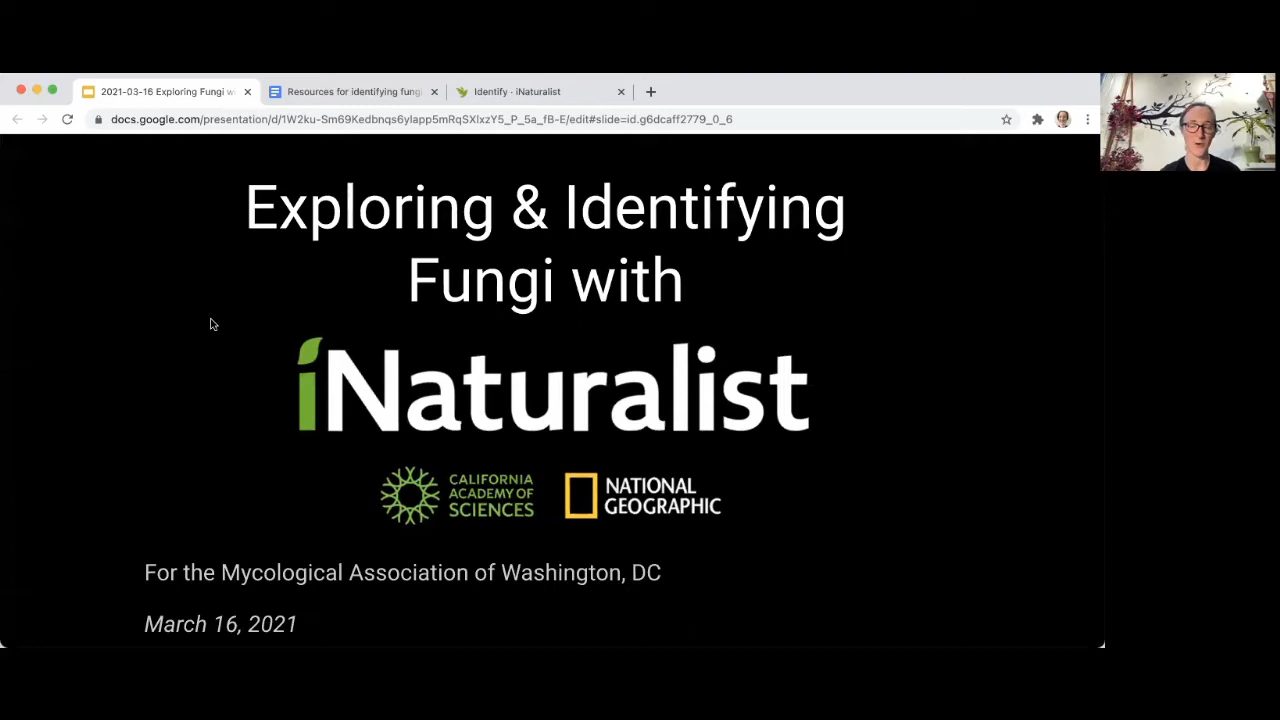 2021-03-16 Exploring Fungi w
Resources for identifying fungi
Identify · iNaturalist
docs.google.com/presentation/d/1W2ku-Sm69Kedbnqs6ylapp5mRqSXlxzY5_P_5a_fB-E/edit#slide=id.g6dcaff2779_0_6
Exploring & Identifying
Fungi with
iNaturalist
CALIFORNIA
ACADEMY OF
SCIENCES
NATIONAL
GEOGRAPHIC
For the Mycological Association of Washington, DC
March 16, 2021